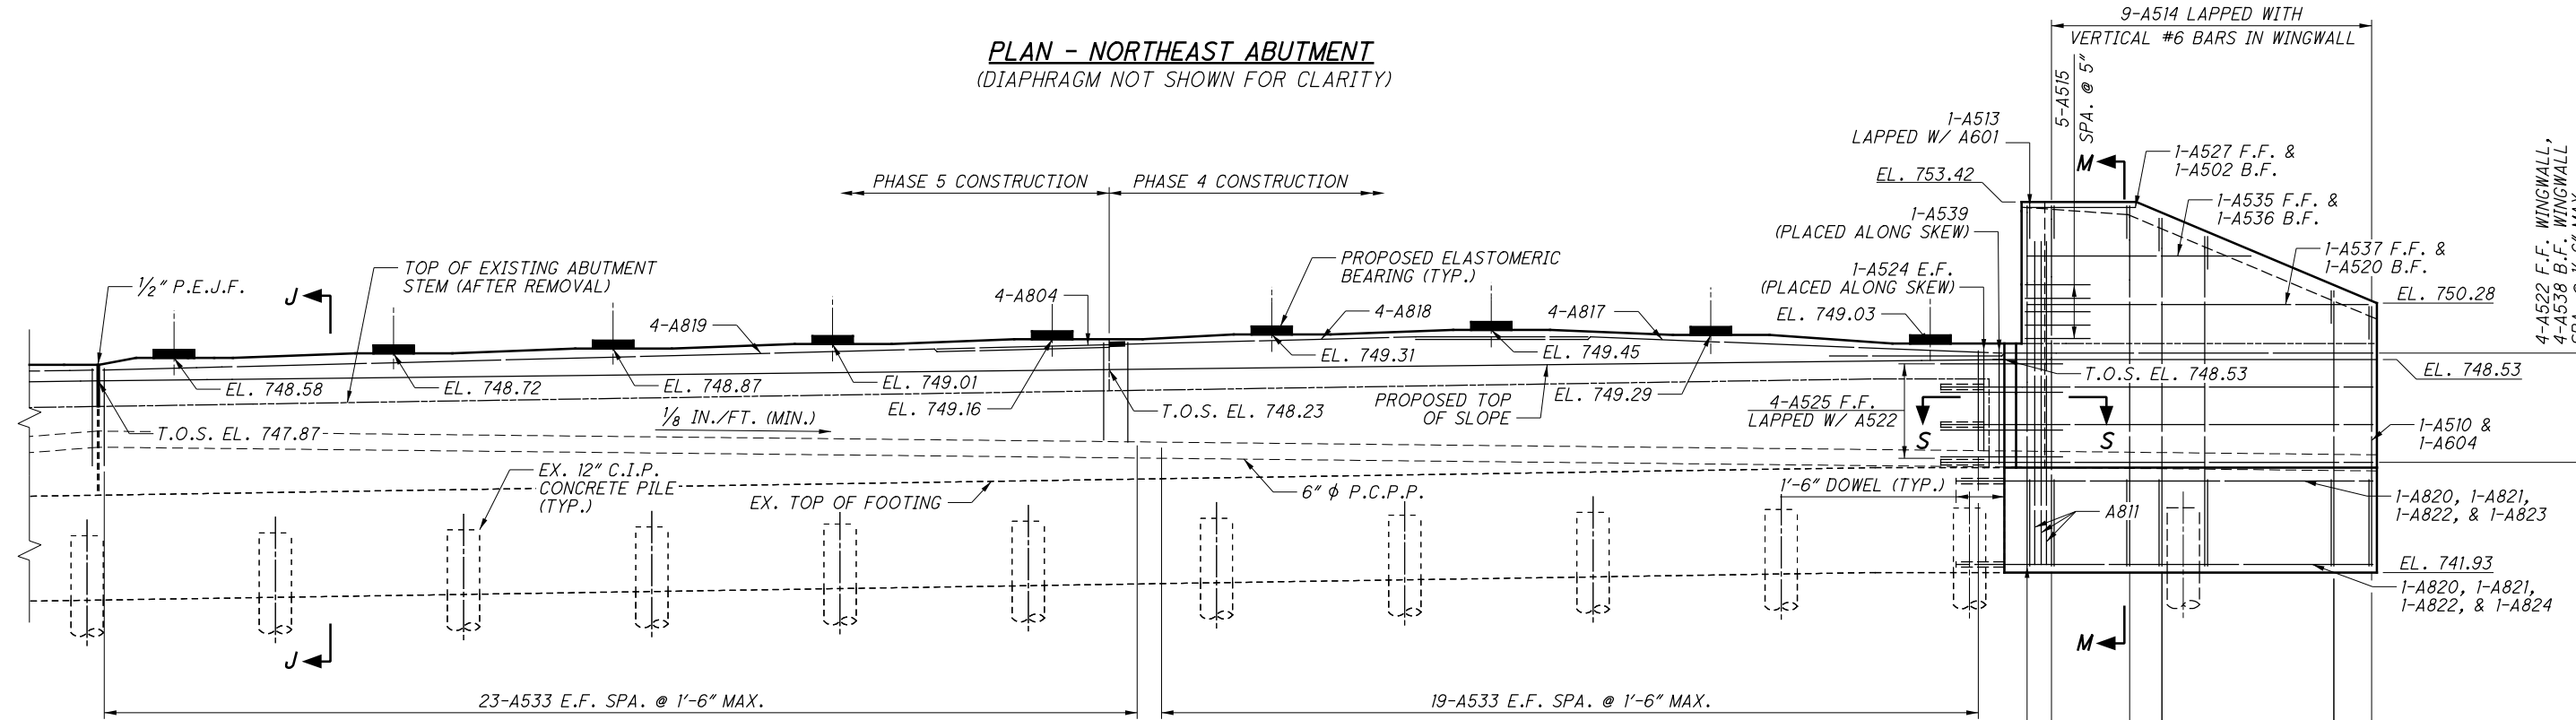 PLAN - NORTHEAST ABUTMENT
(DIAPHRAGM NOT SHOWN FOR CLARITY)
9-A514 LAPPED WITH
VERTICAL #6 BARS IN WINGWALL
5-A515
SPA. @ 5"
1-A513
LAPPED W/ A601
EL. 753.42
M
1-A527 F.F. &
1-A502 B.F.
1-A535 F.F. &
1-A536 B.F.
1-A537 F.F. &
1-A520 B.F.
4-A522 F.F. WINGWALL,
4-A538 B.F. WINGWALL
EL. 750.28
PHASE 5 CONSTRUCTION
PHASE 4 CONSTRUCTION
1-A539
(PLACED ALONG SKEW)
1-A524 E.F.
(PLACED ALONG SKEW)
EL. 749.03
PROPOSED ELASTOMERIC
BEARING (TYP.)
TOP OF EXISTING ABUTMENT
STEM (AFTER REMOVAL)
½" P.E.J.F.
J
4-A819
4-A804
4-A818
4-A817
EL. 748.58
EL. 748.72
EL. 748.87
EL. 749.01
EL. 749.16
EL. 749.31
EL. 749.45
EL. 749.29
T.O.S. EL. 748.53
EL. 748.53
T.O.S. EL. 747.87
⅛ IN./FT. (MIN.)
T.O.S. EL. 748.23
PROPOSED TOP
OF SLOPE
4-A525 F.F.
LAPPED W/ A522
S
S
1-A510 &
1-A604
EX. 12" C.I.P.
CONCRETE PILE
(TYP.)
EX. TOP OF FOOTING
6" ϕ P.C.P.P.
1'-6" DOWEL (TYP.)
A811
1-A820, 1-A821,
1-A822, & 1-A823
EL. 741.93
1-A820, 1-A821,
1-A822, & 1-A824
J
M
23-A533 E.F. SPA. @ 1'-6" MAX.
19-A533 E.F. SPA. @ 1'-6" MAX.